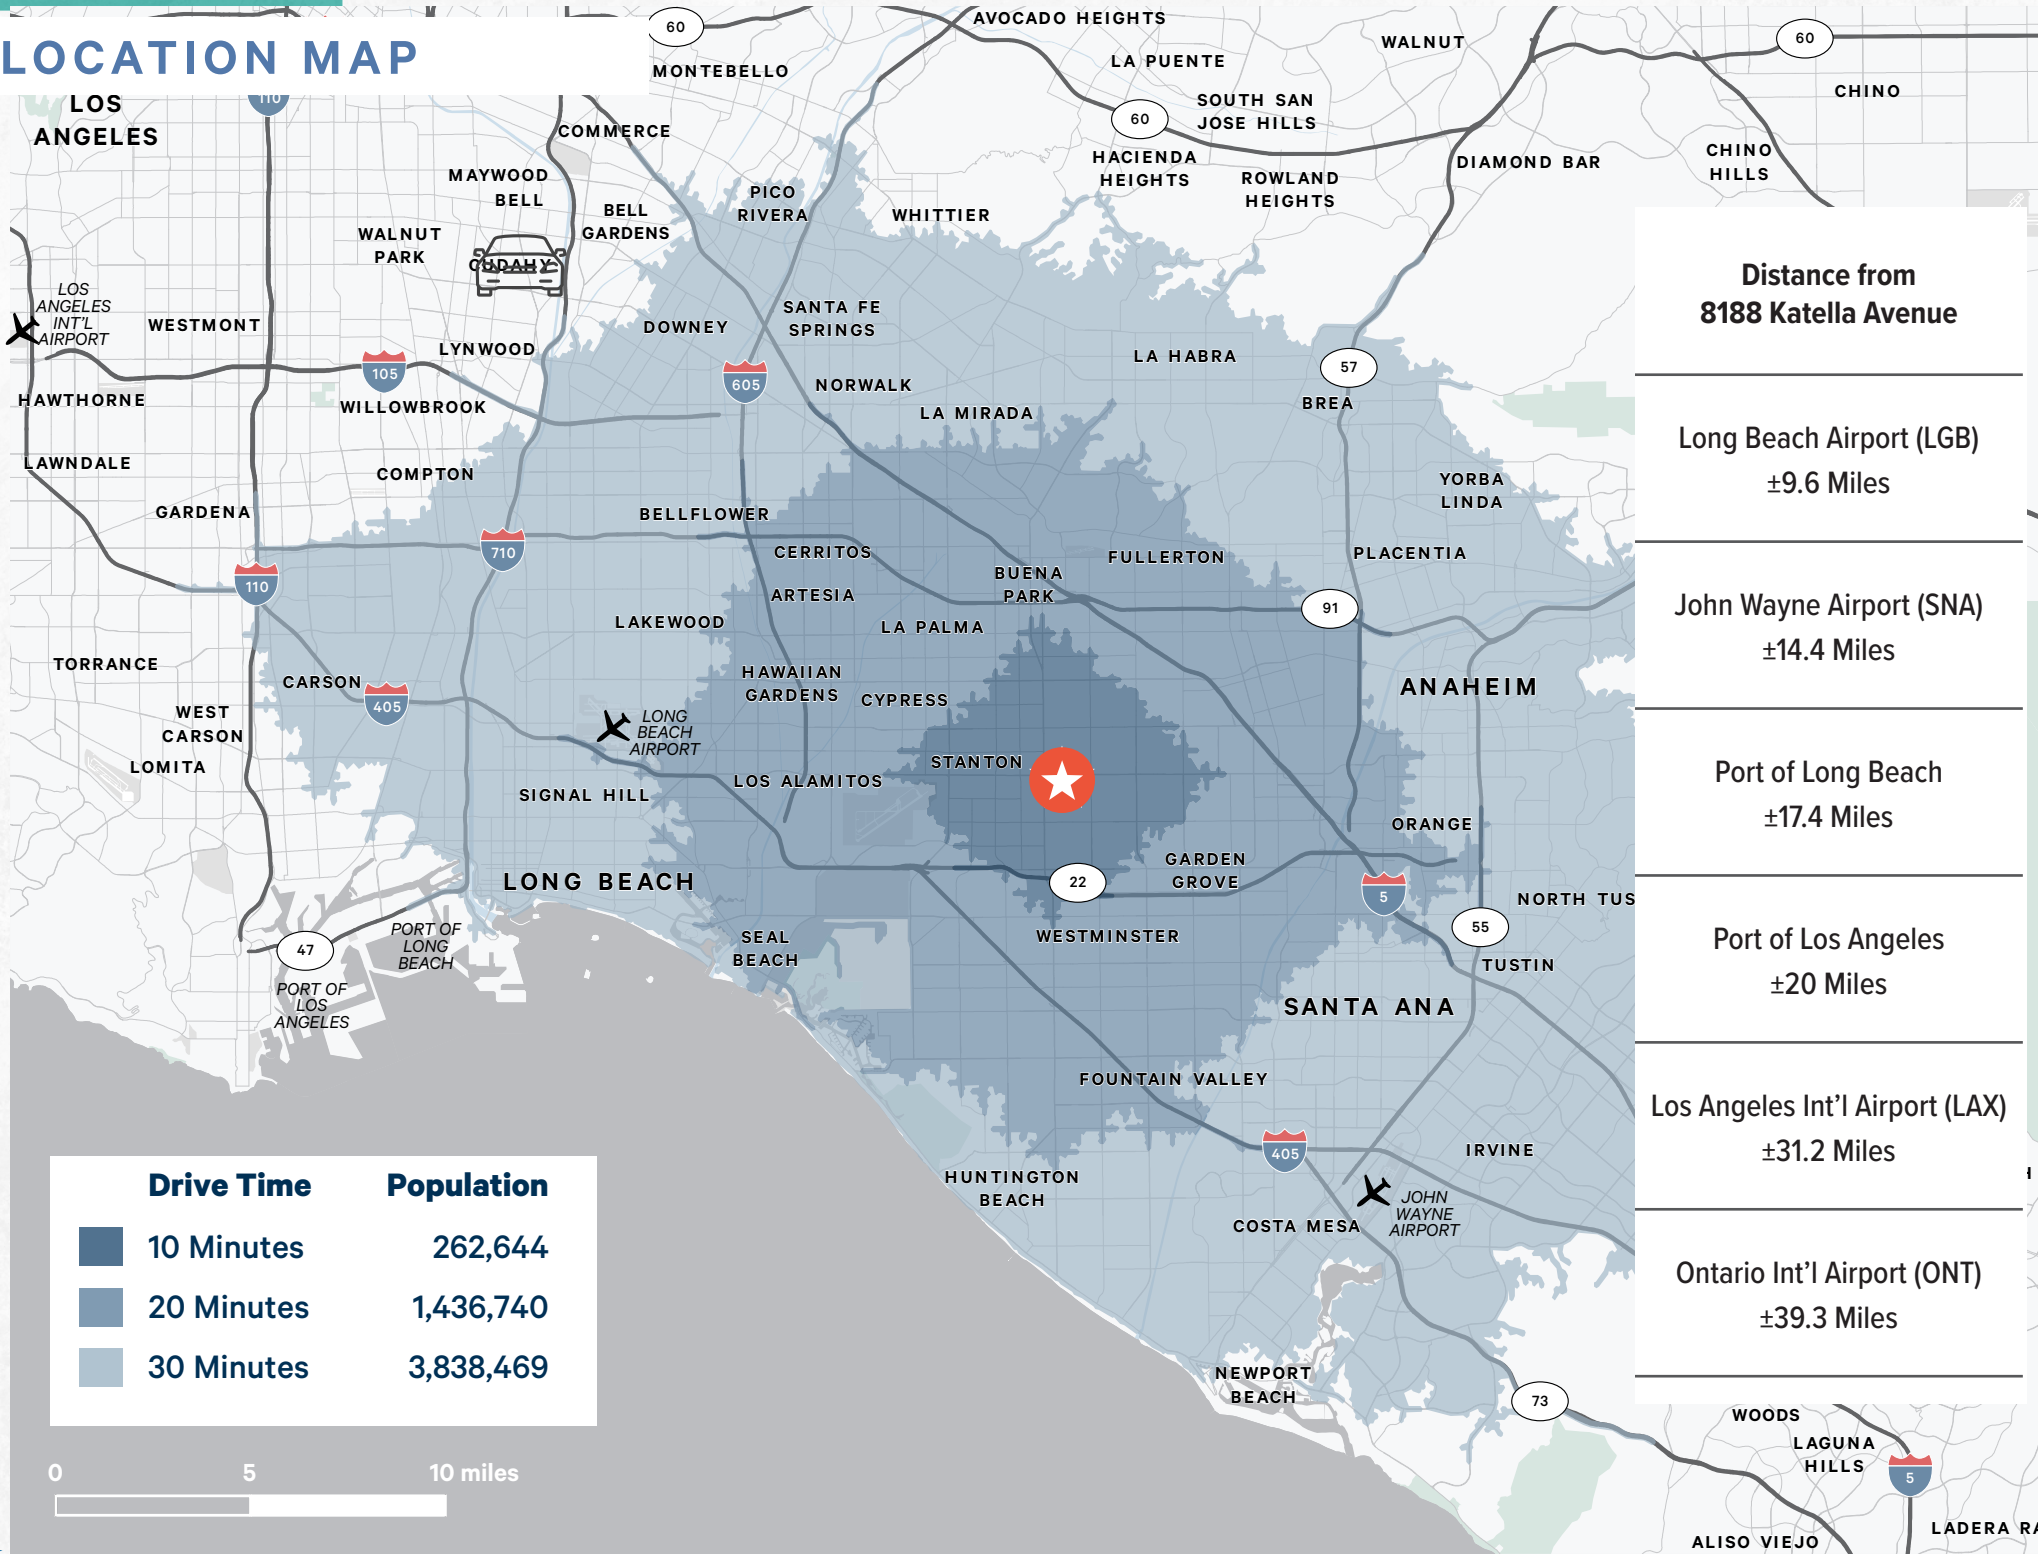 LOCATION MAP
60
AVOCADO HEIGHTS
WALNUT
60
MONTEBELLO
LA PUENTE
CHINO
LOS
ANGELES
110
COMMERCE
60
SOUTH SAN
JOSE HILLS
HACIENDA
HEIGHTS
ROWLAND
HEIGHTS
DIAMOND BAR
CHINO
HILLS
MAYWOOD
BELL
BELL
GARDENS
PICO
RIVERA
WHITTIER
WALNUT
PARK
CUDAHY
LOS
ANGELES
INT'L
AIRPORT
WESTMONT
LYNWOOD
DOWNEY
SANTA FE
SPRINGS
LA HABRA
57
BREA
105
605
NORWALK
HAWTHORNE
WILLOWBROOK
LA MIRADA
LAWNDALE
COMPTON
YORBA
LINDA
GARDENA
BELLFLOWER
710
CERRITOS
FULLERTON
PLACENTIA
110
ARTESIA
BUENA
PARK
91
LAKEWOOD
LA PALMA
TORRANCE
CARSON
405
HAWAIIAN
GARDENS
CYPRESS
ANAHEIM
WEST
CARSON
LONG
BEACH
AIRPORT
LOMITA
STANTON
SIGNAL HILL
LOS ALAMITOS
ORANGE
LONG BEACH
22
GARDEN
GROVE
5
NORTH TUS
55
47
PORT OF
LONG
BEACH
SEAL
BEACH
WESTMINSTER
TUSTIN
PORT OF
LOS
ANGELES
SANTA ANA
FOUNTAIN VALLEY
405
IRVINE
HUNTINGTON
BEACH
COSTA MESA
JOHN
WAYNE
AIRPORT
NEWPORT
BEACH
73
WOODS
LAGUNA
HILLS
5
ALISO VIEJO
LADERA RA
Distance from
8188 Katella Avenue
Long Beach Airport (LGB)
±9.6 Miles
John Wayne Airport (SNA)
±14.4 Miles
Port of Long Beach
±17.4 Miles
Port of Los Angeles
±20 Miles
Los Angeles Int'l Airport (LAX)
±31.2 Miles
Ontario Int'l Airport (ONT)
±39.3 Miles
Drive Time Population
10 Minutes 262,644
20 Minutes 1,436,740
30 Minutes 3,838,469
0 5 10 miles